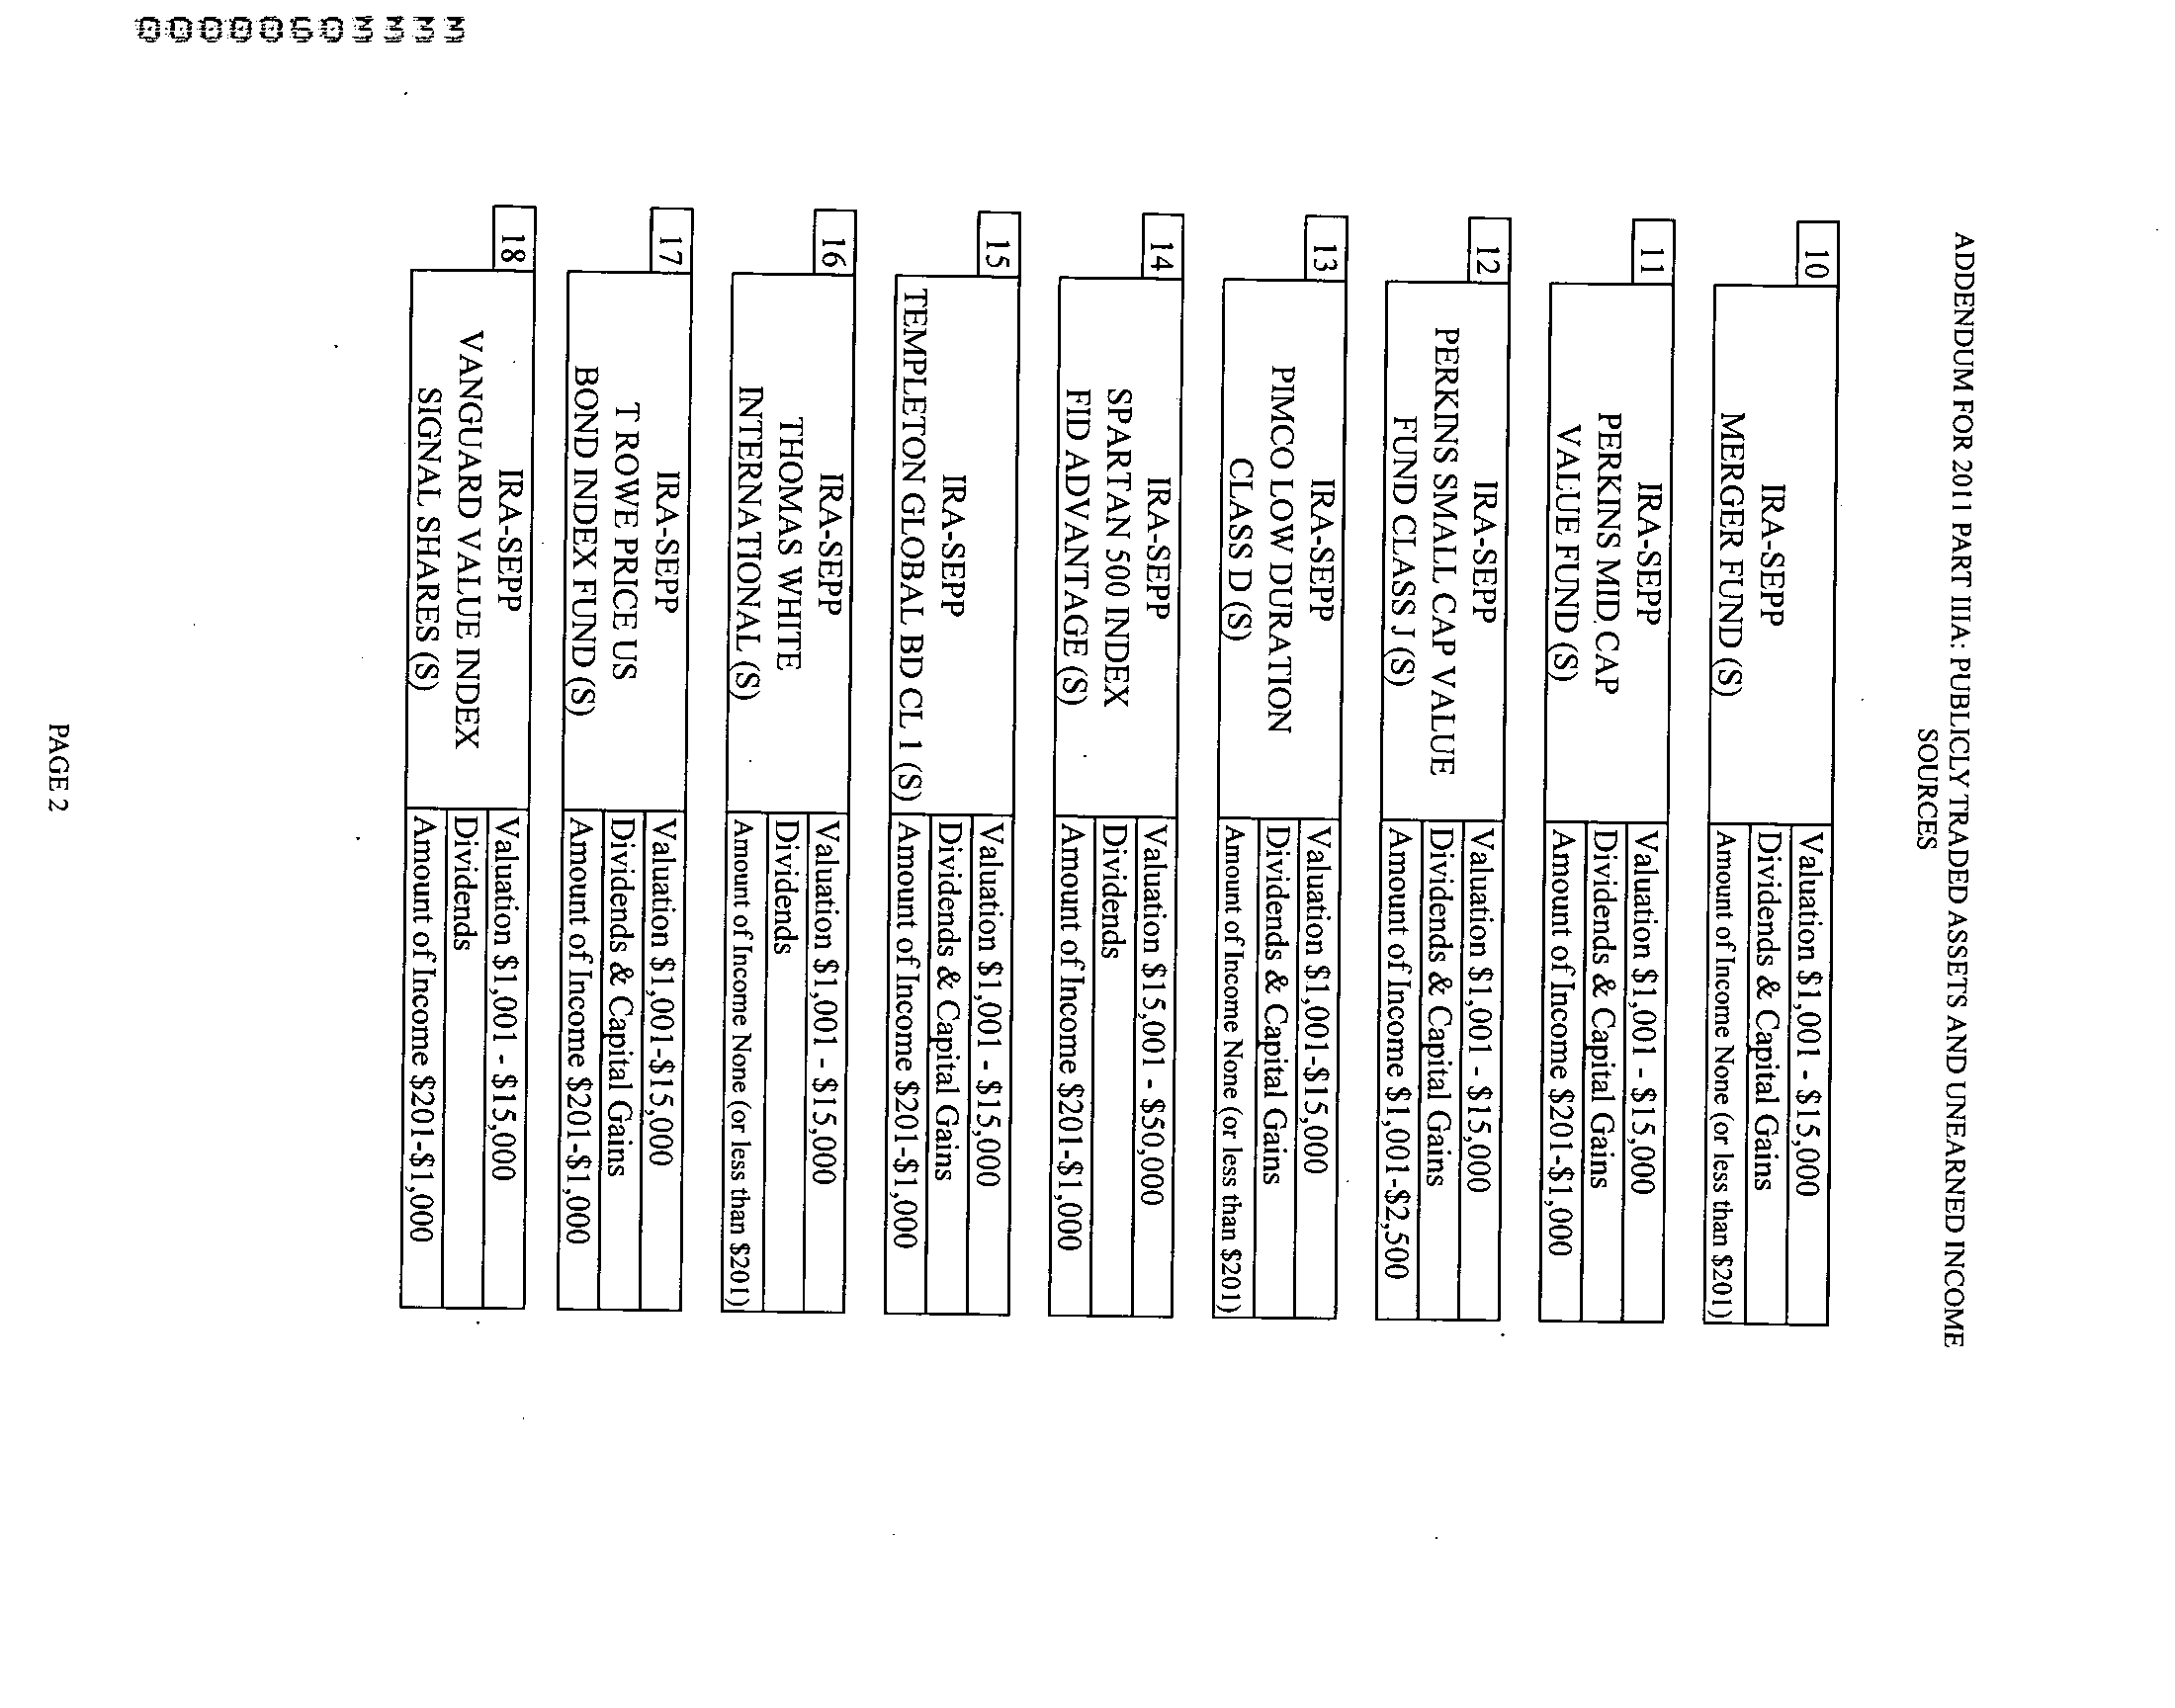 00000603333
ADDENDUM FOR 2011 PART IIIA: PUBLICLY TRADED ASSETS AND UNEARNED INCOME
SOURCES
10
IRA-SEPP
MERGER FUND (S)
Valuation $1,001 - $15,000
Dividends & Capital Gains
Amount of Income None (or less than $201)
11
IRA-SEPP
PERKINS MID CAP
VALUE FUND (S)
Valuation $1,001 - $15,000
Dividends & Capital Gains
Amount of Income $201-$1,000
12
IRA-SEPP
PERKINS SMALL CAP VALUE
FUND CLASS J (S)
Valuation $1,001 - $15,000
Dividends & Capital Gains
Amount of Income $1,001-$2,500
13
IRA-SEPP
PIMCO LOW DURATION
CLASS D (S)
Valuation $1,001-$15,000
Dividends & Capital Gains
Amount of Income None (or less than $201)
14
IRA-SEPP
SPARTAN 500 INDEX
FID ADVANTAGE (S)
Valuation $15,001 - $50,000
Dividends
Amount of Income $201-$1,000
15
IRA-SEPP
TEMPLETON GLOBAL BD CL 1 (S)
Valuation $1,001 - $15,000
Dividends & Capital Gains
Amount of Income $201-$1,000
16
IRA-SEPP
THOMAS WHITE
INTERNATIONAL (S)
Valuation $1,001 - $15,000
Dividends
Amount of Income None (or less than $201)
17
IRA-SEPP
T ROWE PRICE US
BOND INDEX FUND (S)
Valuation $1,001-$15,000
Dividends & Capital Gains
Amount of Income $201-$1,000
18
IRA-SEPP
VANGUARD VALUE INDEX
SIGNAL SHARES (S)
Valuation $1,001 - $15,000
Dividends
Amount of Income $201-$1,000
PAGE 2